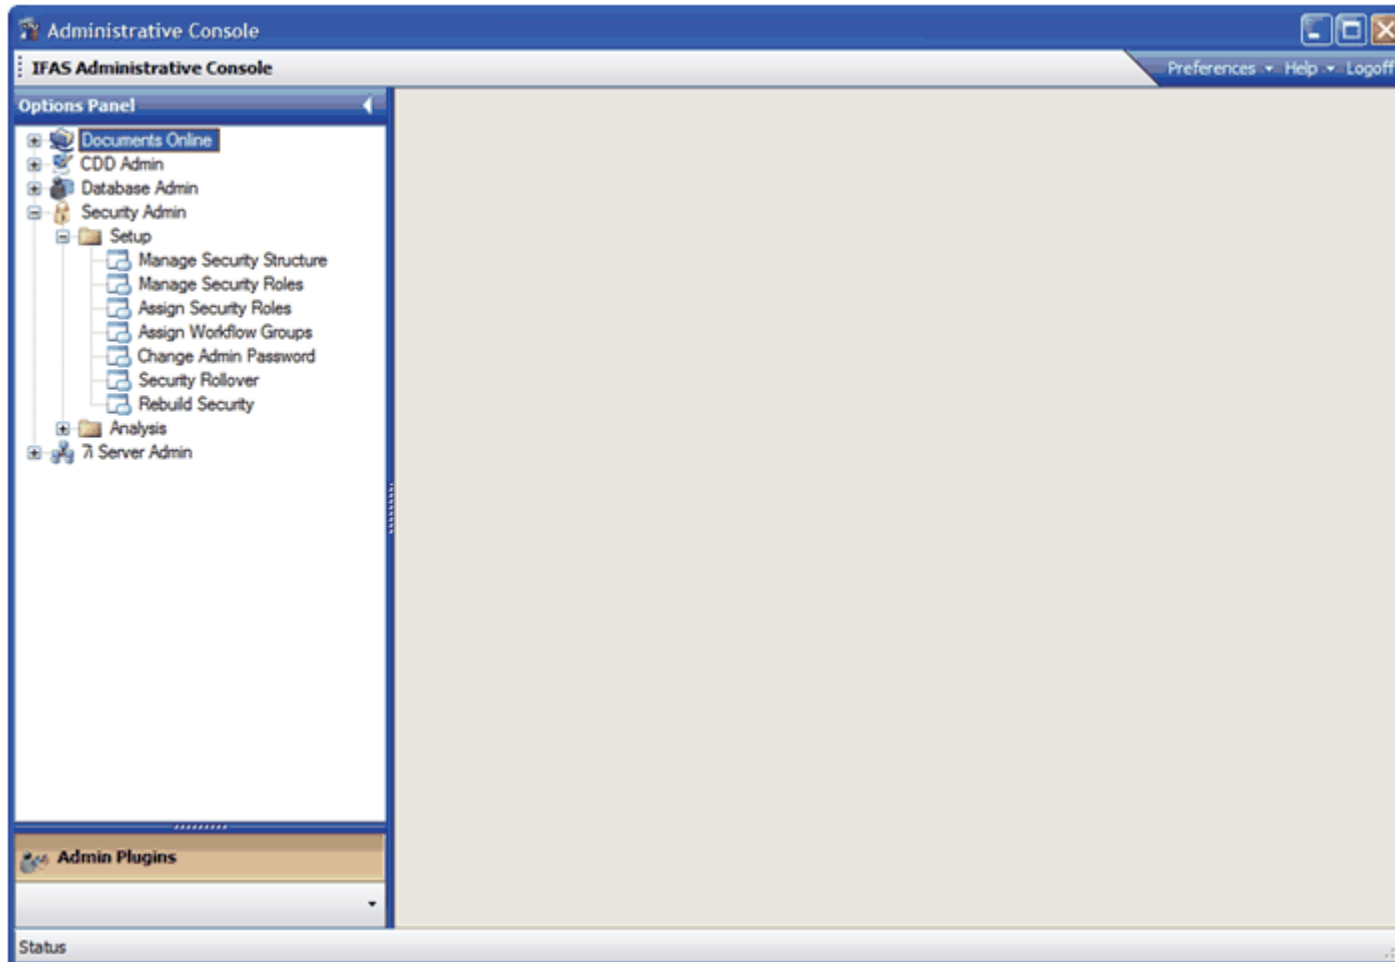 Administrative Console
IFAS Administrative Console
Preferences Help Logoff
Options Panel
Documents Online
CDD Admin
Database Admin
Security Admin
Setup
Manage Security Structure
Manage Security Roles
Assign Security Roles
Assign Workflow Groups
Change Admin Password
Security Rollover
Rebuild Security
Analysis
7i Server Admin
Admin Plugins
Status